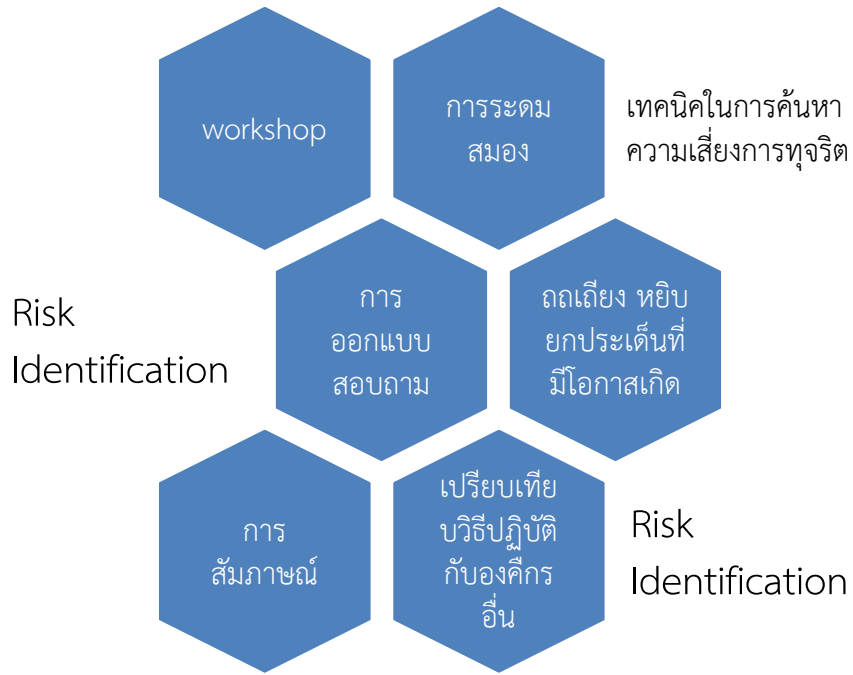 workshop
การระดม
สมอง
เทคนิคในการค้นหา
ความเสี่ยงการทุจริต
Risk
Identification
การ
ออกแบบ
สอบถาม
ถถเถียง หยิบ
ยกประเด็นที่
มีโอกาสเกิด
การ
สัมภาษณ์
เปรียบเทีย
บวิธีปฏิบัติ
กับองคืกร
อื่น
Risk
Identification